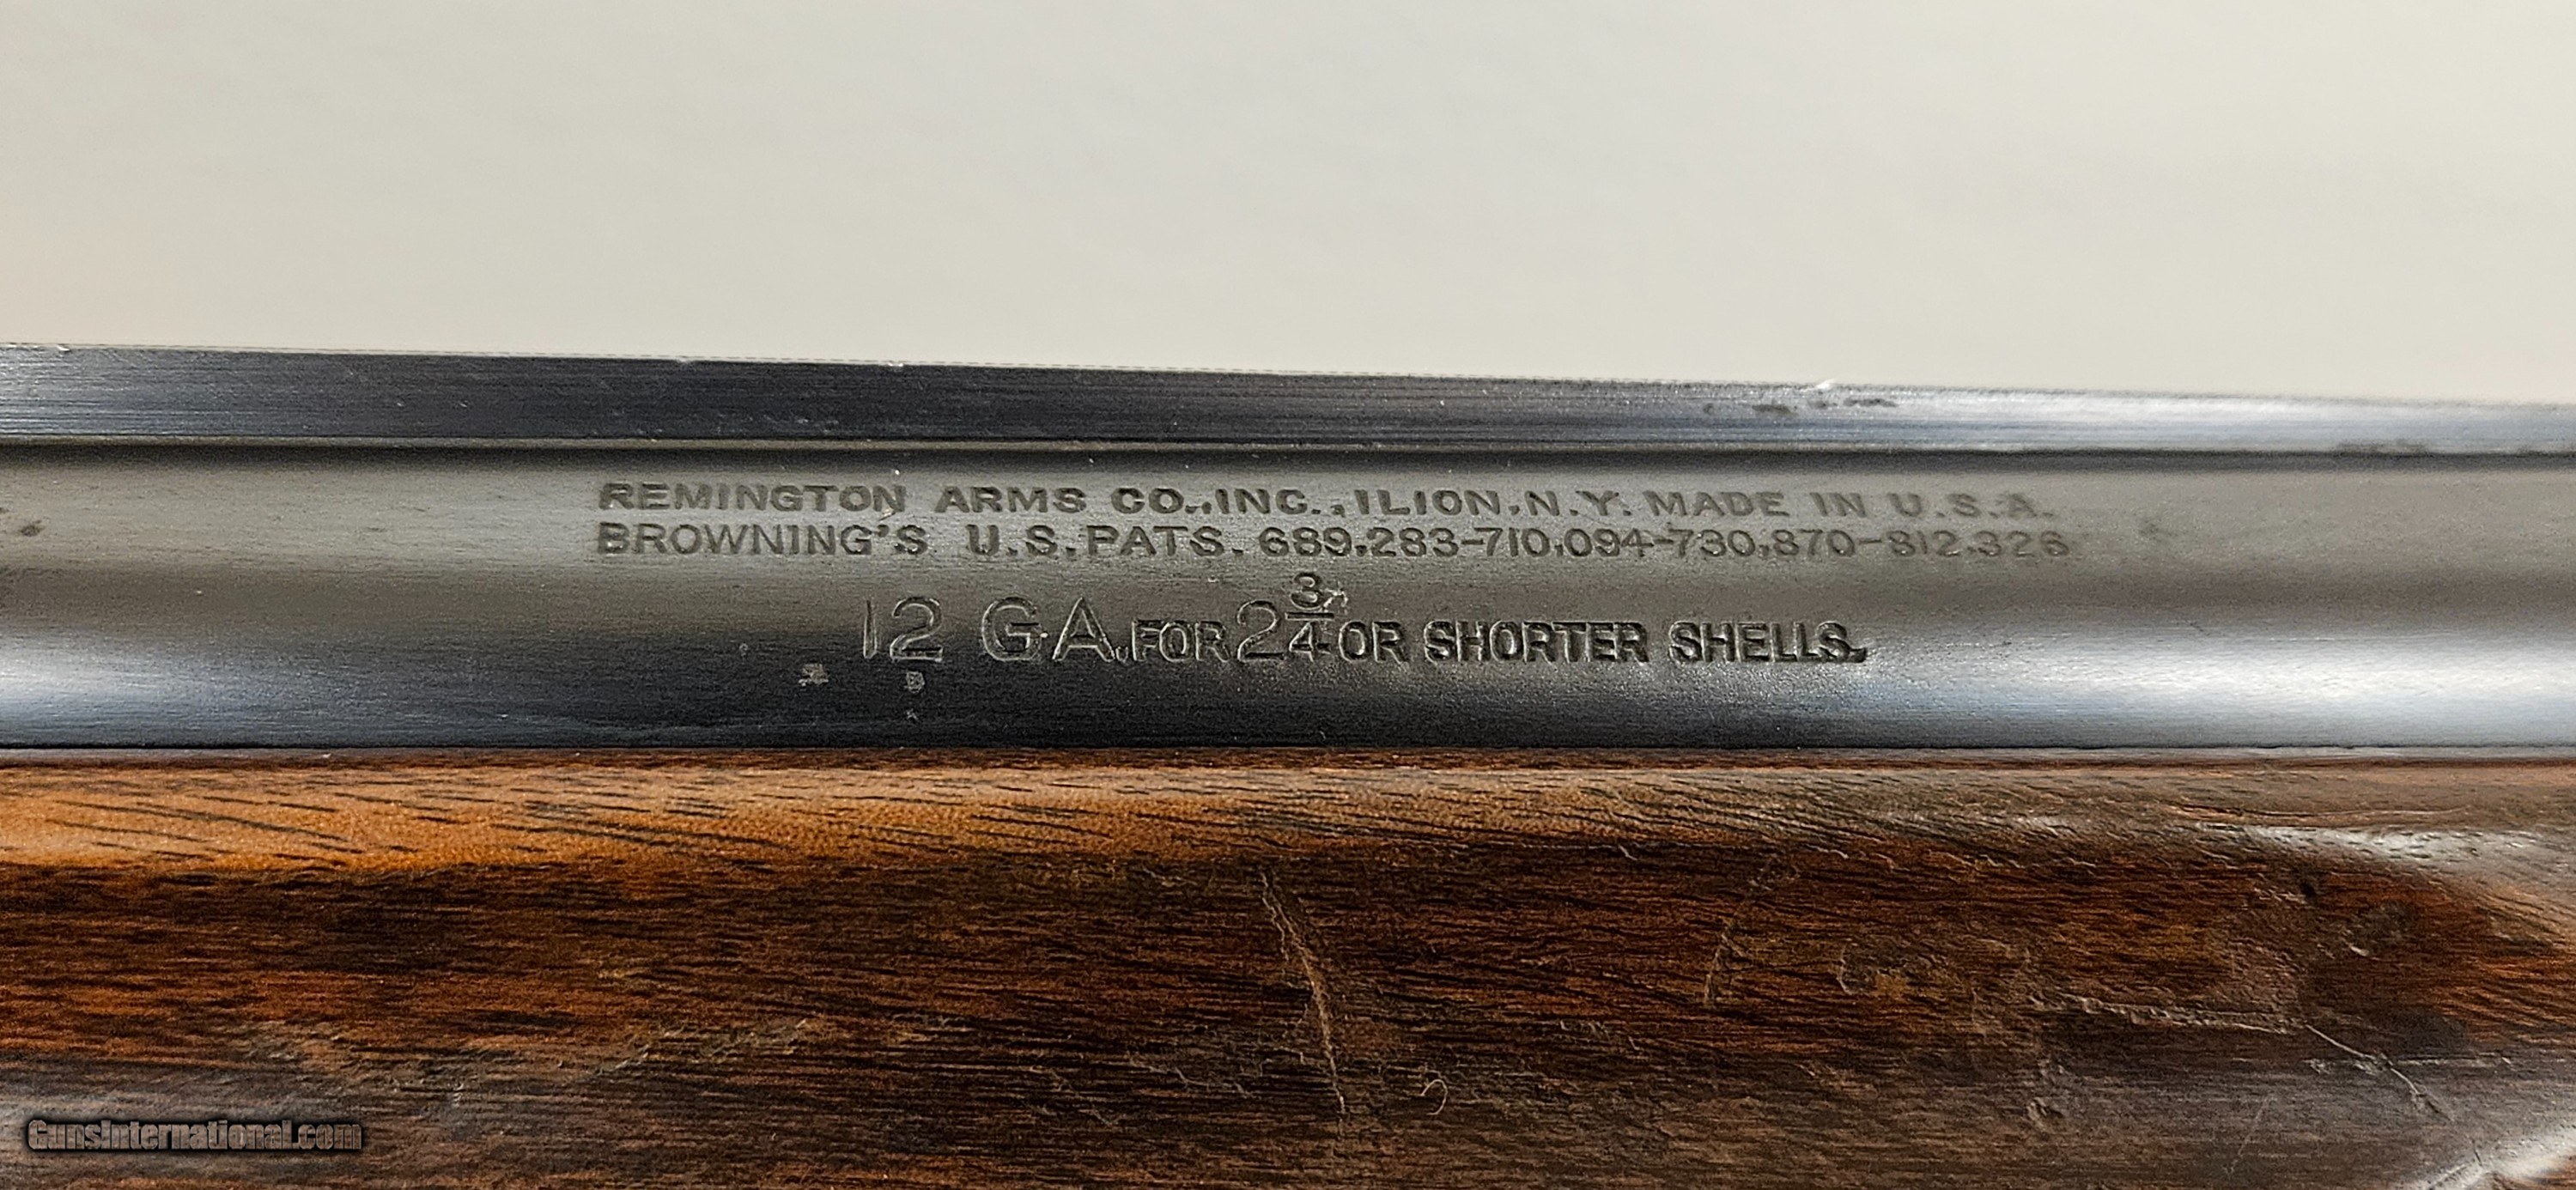 REMINGTON ARMS CO., INC., ILION, N.Y. MADE IN U.S.A.
BROWNING'S U.S. PATS. 689,283-710,094-730,870-812,326
12 GA. FOR 2 3/4 OR SHORTER SHELLS.
GunsInternational.com